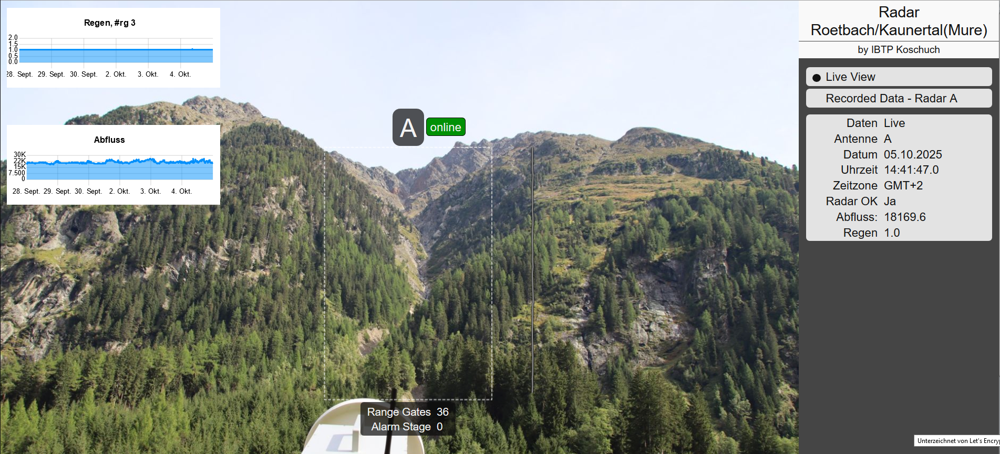 Regen, #rg 3
2.0
1.5
1.0
0.5
0.0
28. Sept. 29. Sept. 30. Sept. 2. Okt. 3. Okt. 4. Okt.
Abfluss
30K
22K
15K
7.500
0
28. Sept. 29. Sept. 30. Sept. 2. Okt. 3. Okt. 4. Okt.
A online
Range Gates 36
Alarm Stage 0
Radar
Roetbach/Kaunertal(Mure)
by IBTP Koschuch
Live View
Recorded Data - Radar A
Daten Live
Antenne A
Datum 05.10.2025
Uhrzeit 14:41:47.0
Zeitzone GMT+2
Radar OK Ja
Abfluss: 18169.6
Regen 1.0
Unterzeichnet von Let's Encry